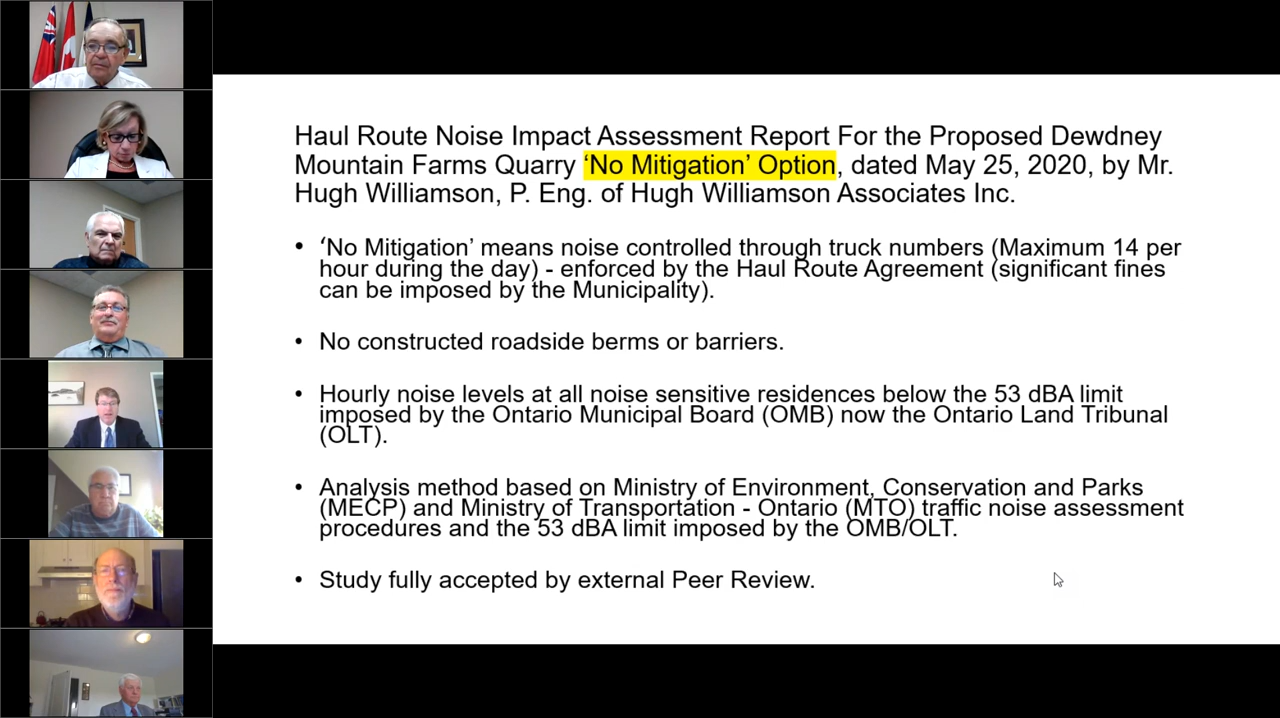 Haul Route Noise Impact Assessment Report For the Proposed Dewdney
Mountain Farms Quarry ‘No Mitigation’ Option, dated May 25, 2020, by Mr.
Hugh Williamson, P. Eng. of Hugh Williamson Associates Inc.
• ‘No Mitigation’ means noise controlled through truck numbers (Maximum 14 per
hour during the day) - enforced by the Haul Route Agreement (significant fines
can be imposed by the Municipality).
• No constructed roadside berms or barriers.
• Hourly noise levels at all noise sensitive residences below the 53 dBA limit
imposed by the Ontario Municipal Board (OMB) now the Ontario Land Tribunal
(OLT).
• Analysis method based on Ministry of Environment, Conservation and Parks
(MECP) and Ministry of Transportation - Ontario (MTO) traffic noise assessment
procedures and the 53 dBA limit imposed by the OMB/OLT.
• Study fully accepted by external Peer Review.